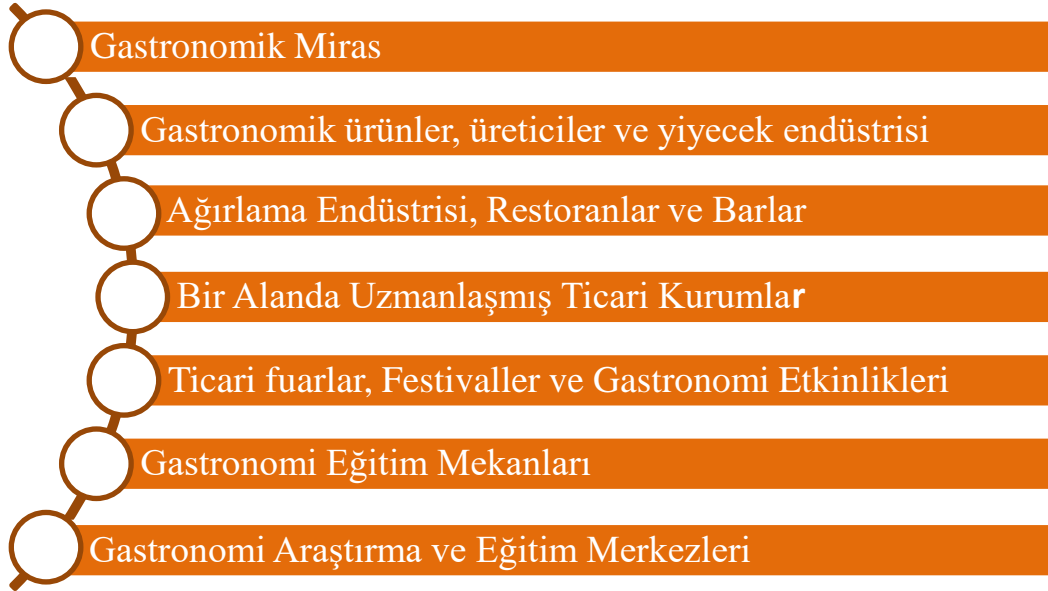 Gastronomik Miras
Gastronomik ürünler, üreticiler ve yiyecek endüstrisi
Ağırlama Endüstrisi, Restoranlar ve Barlar
Bir Alanda Uzmanlaşmış Ticari Kurumlar
Ticari fuarlar, Festivaller ve Gastronomi Etkinlikleri
Gastronomi Eğitim Mekanları
Gastronomi Araştırma ve Eğitim Merkezleri